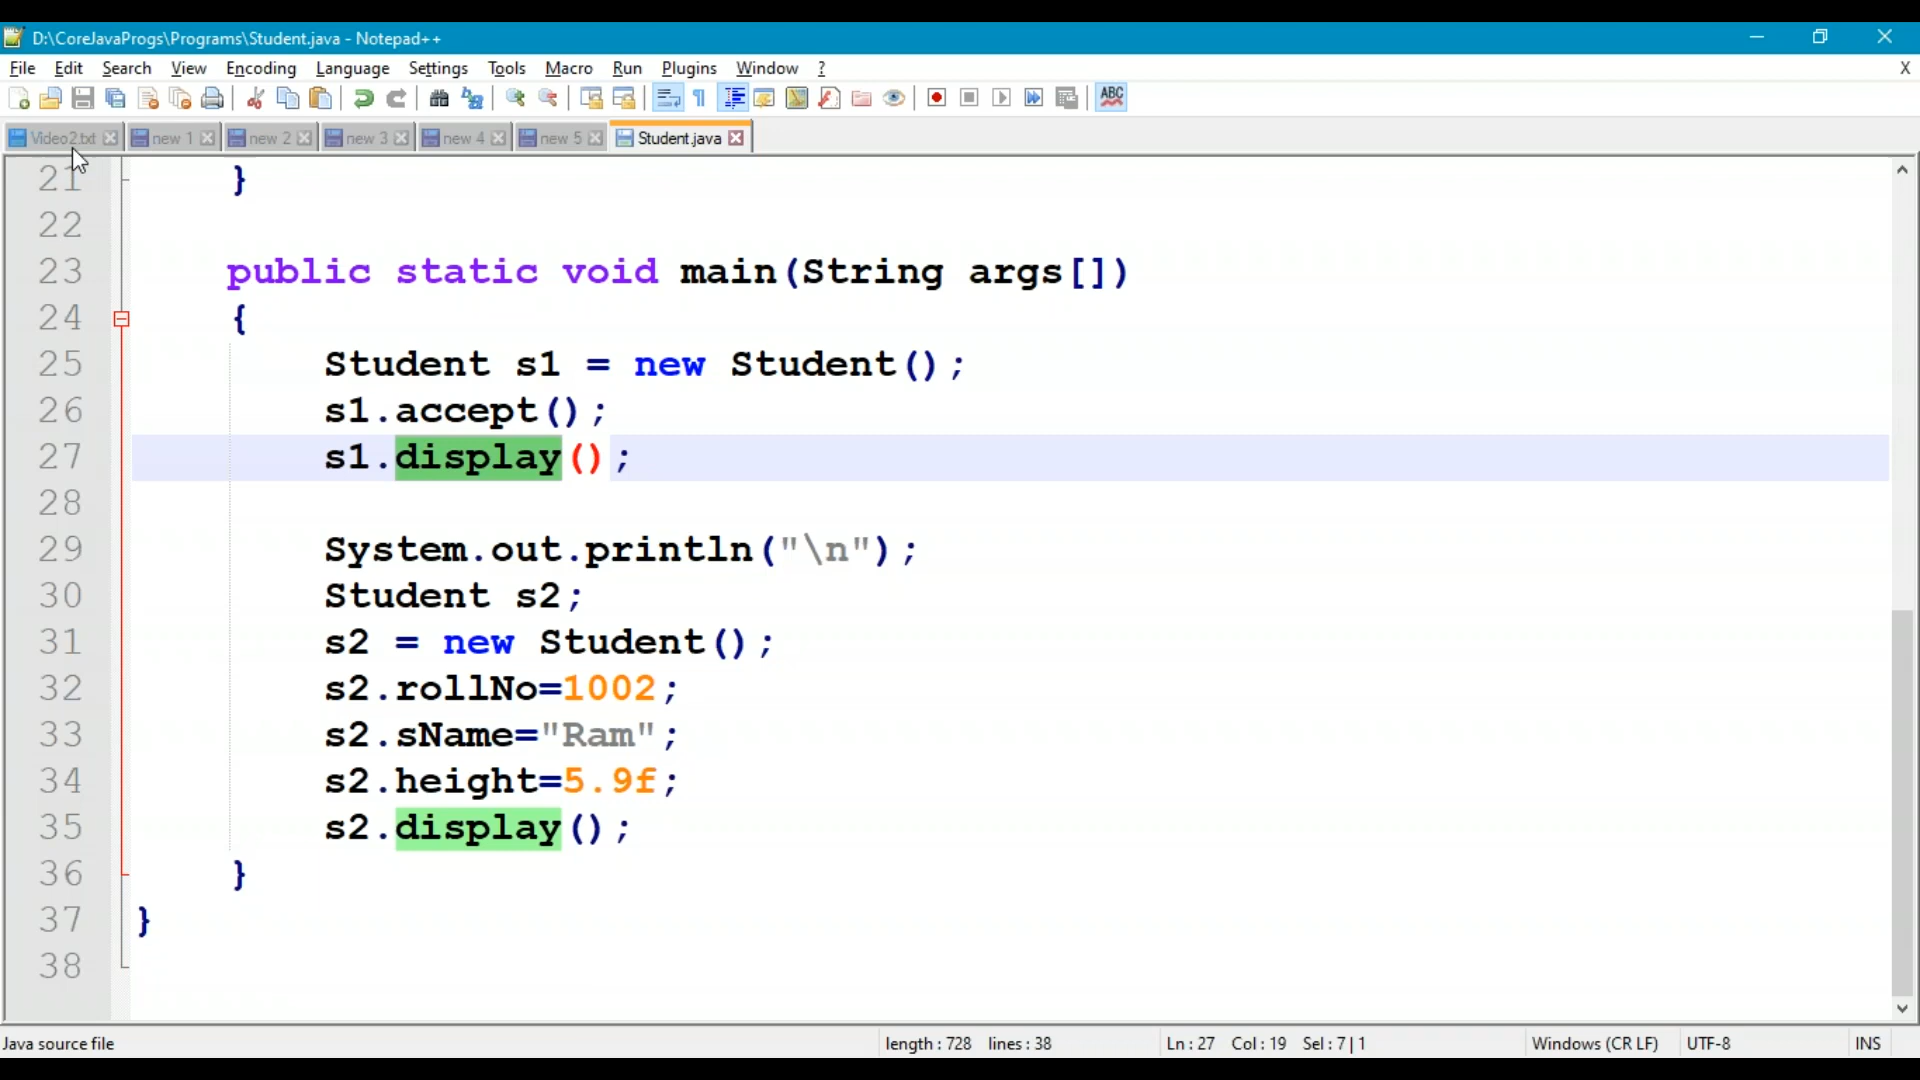 D:\CoreJavaProgs\Programs\Student.java - Notepad++
File Edit Search View Encoding Language Settings Tools Macro Run Plugins Window ? X
ABC
Video2.txt new 1 new 2 new 3 new 4 new 5 Student.java
21 }
22
23 public static void main(String args[])
24 {
25 Student s1 = new Student();
26 s1.accept();
27 s1.display();
28
29 System.out.println("\n");
30 Student s2;
31 s2 = new Student();
32 s2.rollNo=1002;
33 s2.sName="Ram";
34 s2.height=5.9f;
35 s2.display();
36 }
37 }
38
Java source file length : 728 lines : 38 Ln : 27 Col : 19 Sel : 7 | 1 Windows (CR LF) UTF-8 INS